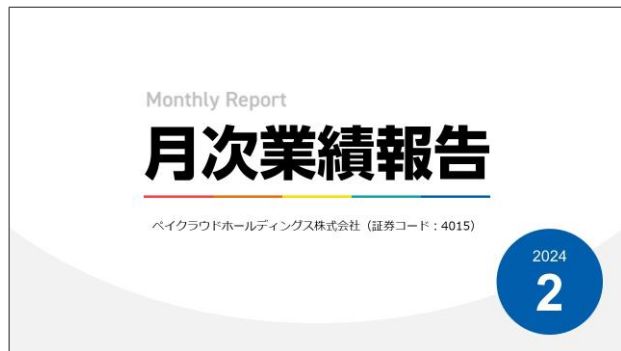 Monthly Report
月次業績報告
ペイクラウドホールディングス株式会社（証券コード：4015）
2024
2